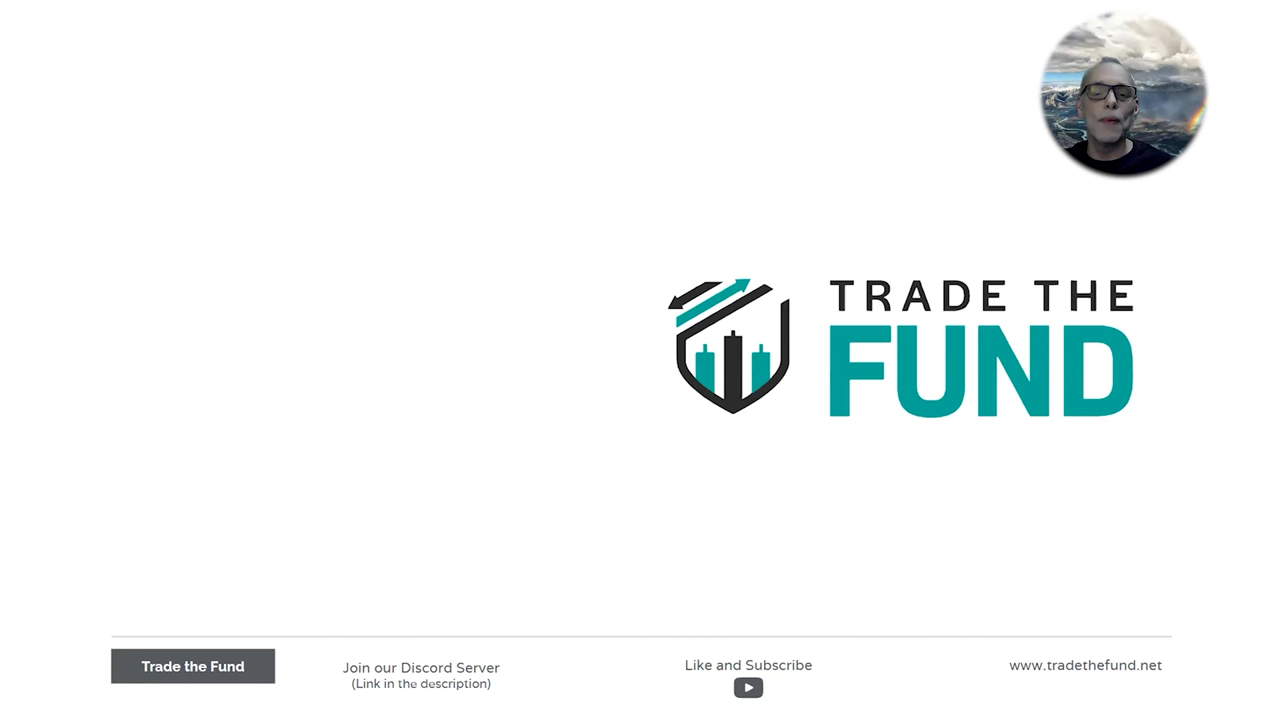 TRADE THE
FUND
Trade the Fund
Join our Discord Server
(Link in the description)
Like and Subscribe
www.tradethefund.net